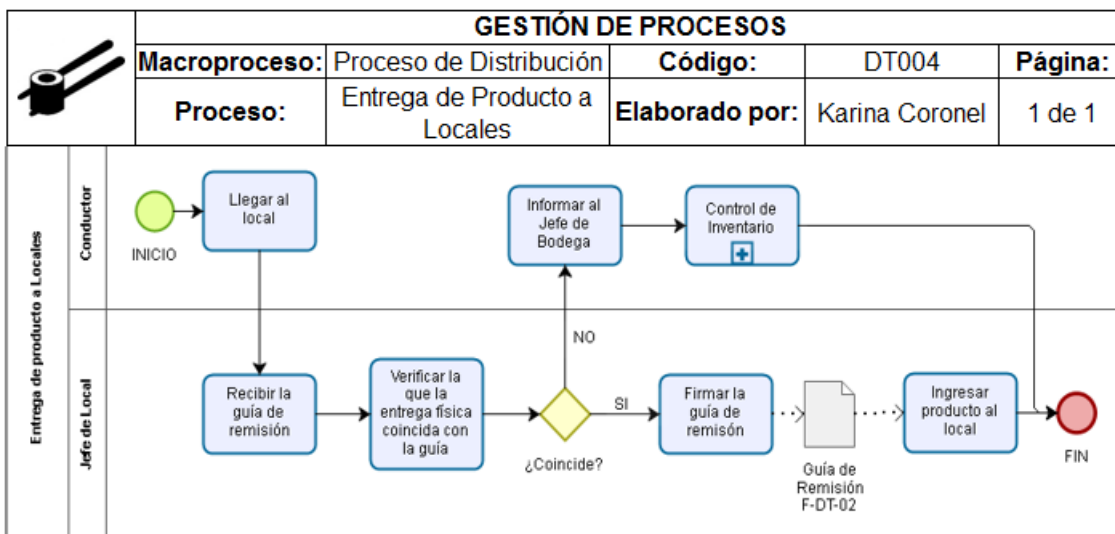 GESTIÓN DE PROCESOS
Macroproceso: Proceso de Distribución Código: DT004 Página:
Proceso: Entrega de Producto a
Locales
Elaborado por: Karina Coronel 1 de 1
Entrega de producto a Locales
Conductor
INICIO
Llegar al
local
Informar al
Jefe de
Bodega
Control de
Inventario
NO
Jefe de Local
Recibir la
guía de
remisión
Verificar la
que la
entrega física
coincida con
la guía
¿Coincide?
SI
Firmar la
guía de
remisón
Guía de
Remisión
F-DT-02
Ingresar
producto al
local
FIN